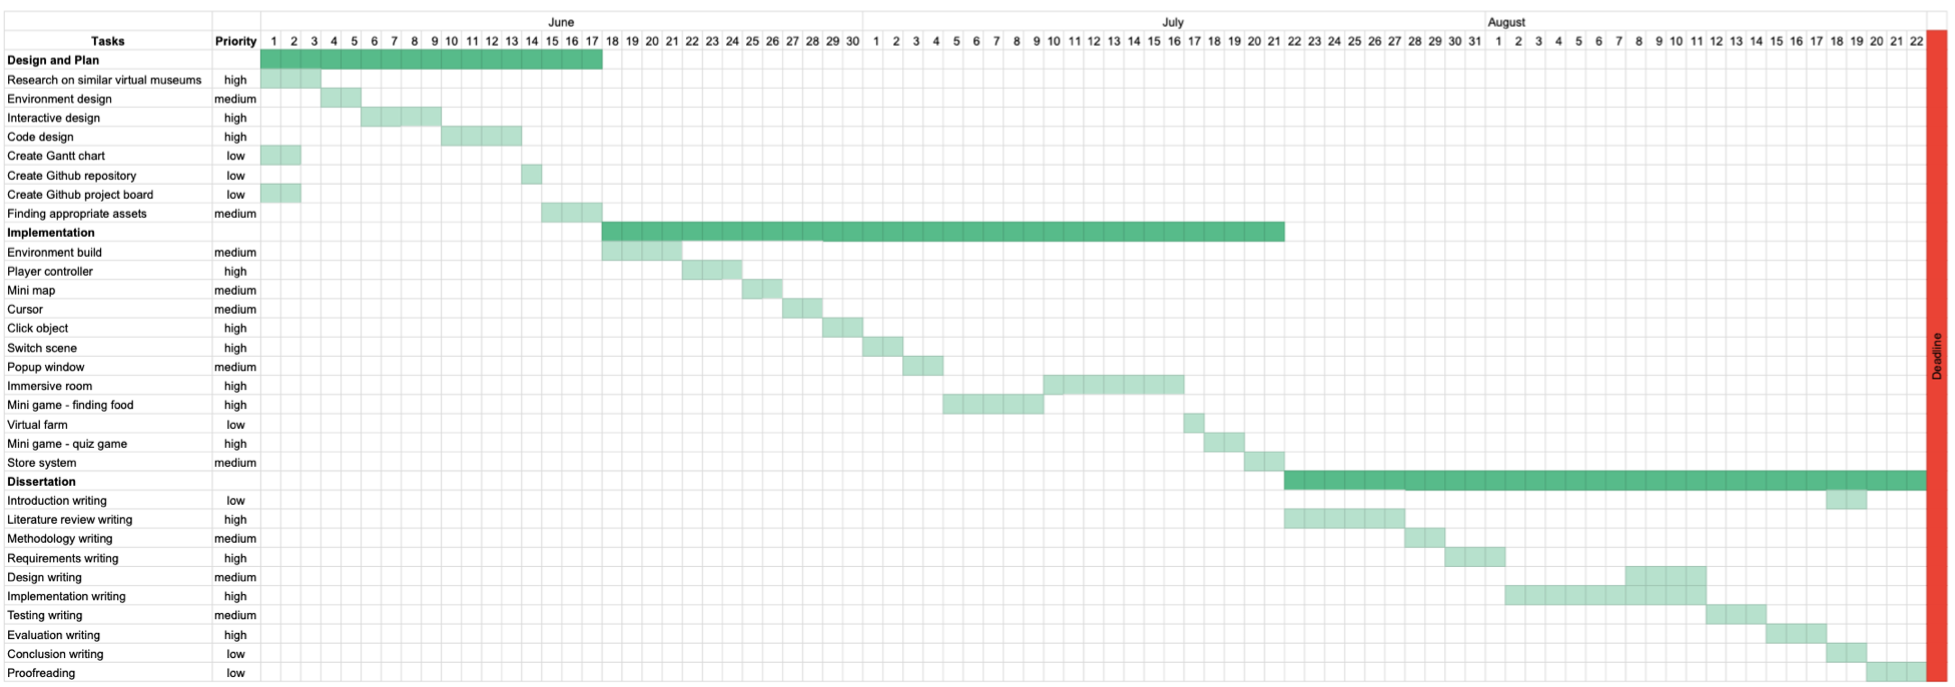 June July August
Tasks Priority 1 2 3 4 5 6 7 8 9 10 11 12 13 14 15 16 17 18 19 20 21 22 23 24 25 26 27 28 29 30 1 2 3 4 5 6 7 8 9 10 11 12 13 14 15 16 17 18 19 20 21 22 23 24 25 26 27 28 29 30 31 1 2 3 4 5 6 7 8 9 10 11 12 13 14 15 16 17 18 19 20 21 22
Design and Plan
Research on similar virtual museums high
Environment design medium
Interactive design high
Code design high
Create Gantt chart low
Create Github repository low
Create Github project board low
Finding appropriate assets medium
Implementation
Environment build medium
Player controller high
Mini map medium
Cursor medium
Click object high
Switch scene high
Popup window medium
Immersive room high
Mini game - finding food high
Virtual farm low
Mini game - quiz game high
Store system medium
Dissertation
Introduction writing low
Literature review writing high
Methodology writing medium
Requirements writing high
Design writing medium
Implementation writing high
Testing writing medium
Evaluation writing high
Conclusion writing low
Proofreading low
Deadline